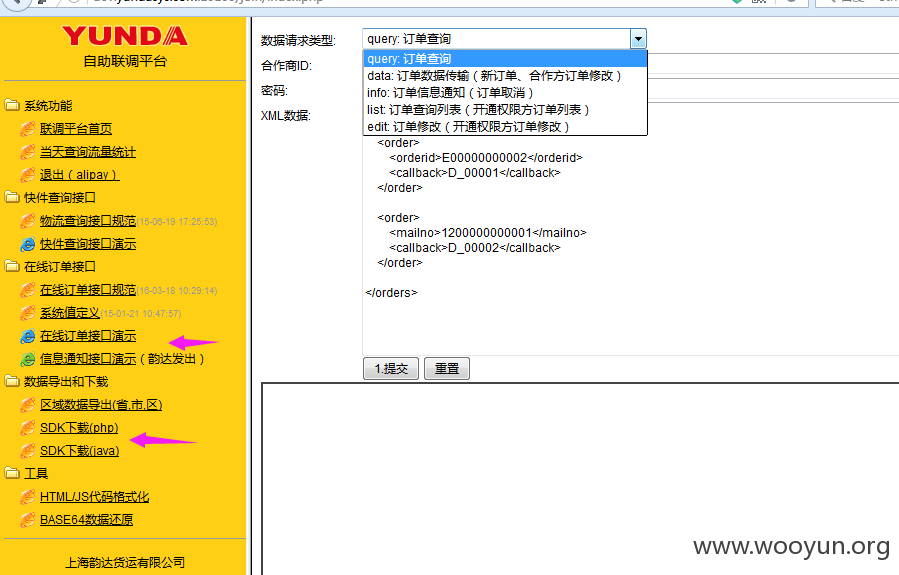 YUNDA
自助联调平台
系统功能
联调平台首页
当天查询流量统计
退出（alipay）
快件查询接口
物流查询接口规范(15-06-19 17:25:53)
快件查询接口演示
在线订单接口
在线订单接口规范(16-03-18 10:29:14)
系统值定义(15-01-21 10:47:57)
在线订单接口演示
信息通知接口演示（韵达发出）
数据导出和下载
区域数据导出(省,市,区)
SDK下载(php)
SDK下载(java)
工具
HTML/JS代码格式化
BASE64数据还原
上海韵达货运有限公司
数据请求类型: query: 订单查询
query: 订单查询
data: 订单数据传输（新订单、合作方订单修改）
info: 订单信息通知（订单取消）
list: 订单查询列表（开通权限方订单列表）
edit: 订单修改（开通权限方订单修改）
合作商ID:
密码:
XML数据:
<order>
<orderid>E00000000002</orderid>
<callback>D_00001</callback>
</order>
<order>
<mailno>1200000000001</mailno>
<callback>D_00002</callback>
</order>
</orders>
1.提交 重置
www.wooyun.org